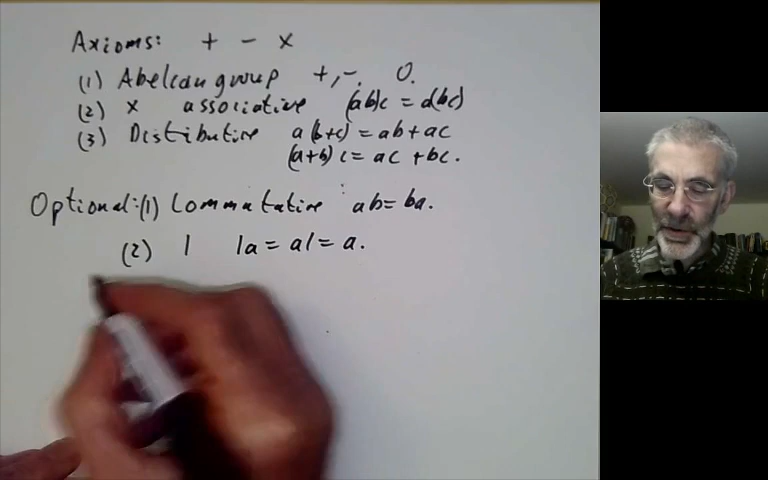 Axioms: + - x
(1) Abelian group +, -. 0.
(2) x associative (ab)c = a(bc)
(3) Distributive a(b+c) = ab + ac
(a+b)c = ac + bc.
Optional: (1) Commutative ab = ba.
(2) 1 1a = a1 = a.